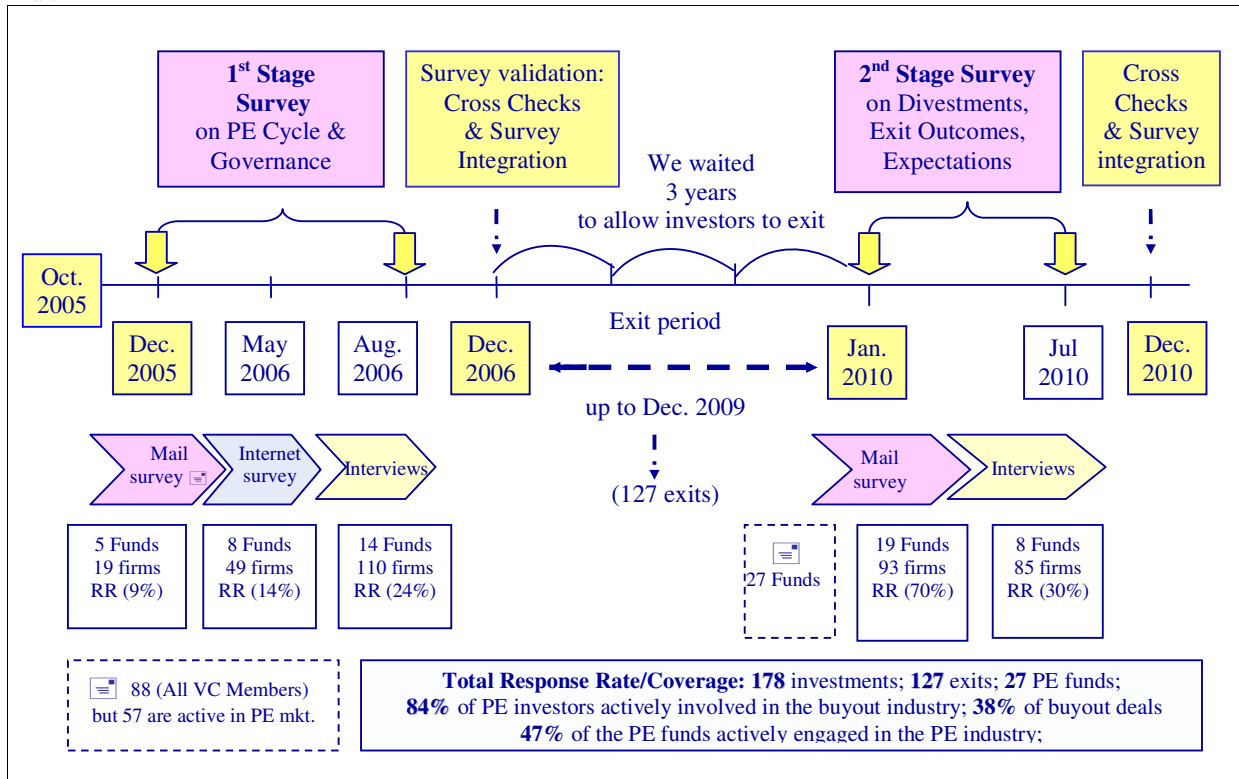 1st Stage
Survey
on PE Cycle &
Governance
Survey validation:
Cross Checks
& Survey
Integration
We waited
3 years
to allow investors to exit
2nd Stage Survey
on Divestments,
Exit Outcomes,
Expectations
Cross
Checks
& Survey
integration
Oct.
2005
Dec.
2005
May
2006
Aug.
2006
Dec.
2006
Exit period
up to Dec. 2009
(127 exits)
Jan.
2010
Jul
2010
Dec.
2010
Mail
survey
Internet
survey
Interviews
Mail
survey
Interviews
5 Funds
19 firms
RR (9%)
8 Funds
49 firms
RR (14%)
14 Funds
110 firms
RR (24%)
27 Funds
19 Funds
93 firms
RR (70%)
8 Funds
85 firms
RR (30%)
88 (All VC Members)
but 57 are active in PE mkt.
Total Response Rate/Coverage: 178 investments; 127 exits; 27 PE funds;
84% of PE investors actively involved in the buyout industry; 38% of buyout deals
47% of the PE funds actively engaged in the PE industry;